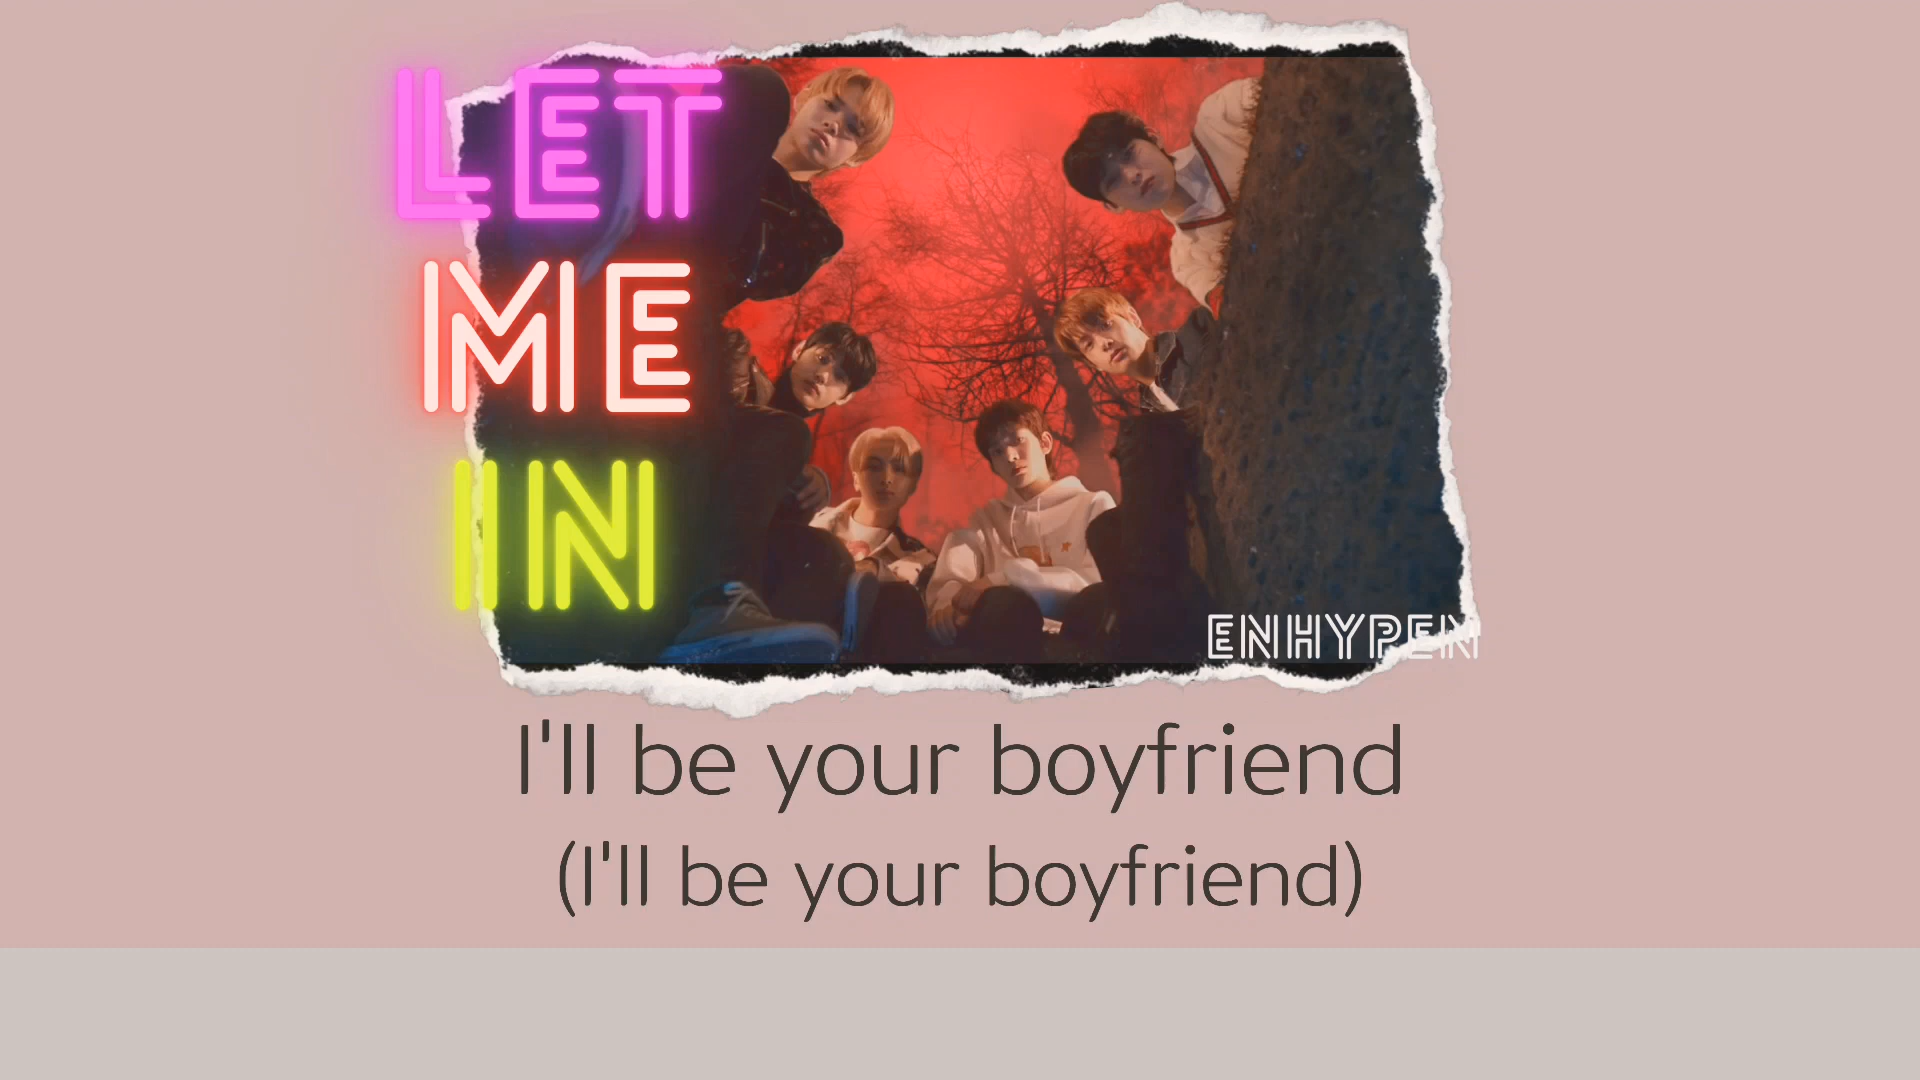 LET
ME
IN
ENHYPEN
I'll be your boyfriend
(I'll be your boyfriend)